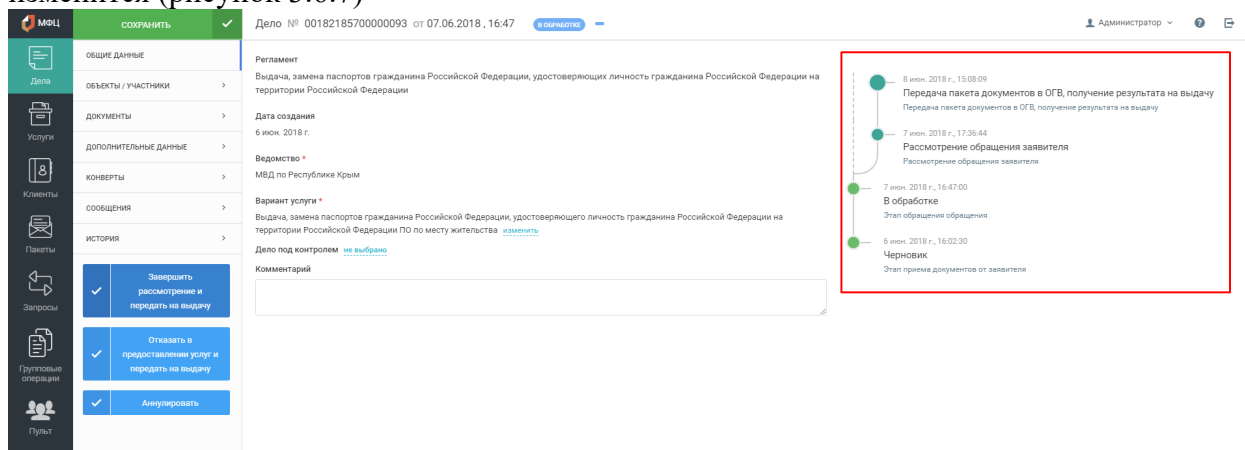 изменится (рисунок 5.6.7)
мфц
СОХРАНИТЬ
Дело № 00182185700000093 от 07.06.2018 , 16:47
В ОБРАБОТКЕ
Администратор
Дела
Услуги
Клиенты
Пакеты
Запросы
Групповые
операции
Пульт
ОБЩИЕ ДАННЫЕ
ОБЪЕКТЫ / УЧАСТНИКИ
ДОКУМЕНТЫ
ДОПОЛНИТЕЛЬНЫЕ ДАННЫЕ
КОНВЕРТЫ
СООБЩЕНИЯ
ИСТОРИЯ
Завершить
рассмотрение и
передать на выдачу
Отказать в
предоставлении услуг и
передать на выдачу
Аннулировать
Регламент
Выдача, замена паспортов гражданина Российской Федерации, удостоверяющих личность гражданина Российской Федерации на
территории Российской Федерации
Дата создания
6 июн. 2018 г.
Ведомство *
МВД по Республике Крым
Вариант услуги *
Выдача, замена паспортов гражданина Российской Федерации, удостоверяющего личность гражданина Российской Федерации на
территории Российской Федерации ПО по месту жительства изменить
Дело под контролем не выбрано
Комментарий
8 июн. 2018 г., 15:08:09
Передача пакета документов в ОГВ, получение результата на выдачу
Передача пакета документов в ОГВ, получение результата на выдачу
7 июн. 2018 г., 17:36:44
Рассмотрение обращения заявителя
Рассмотрение обращения заявителя
7 июн. 2018 г., 16:47:00
В обработке
Этап обращения обращения
6 июн. 2018 г., 16:02:30
Черновик
Этап приема документов от заявителя